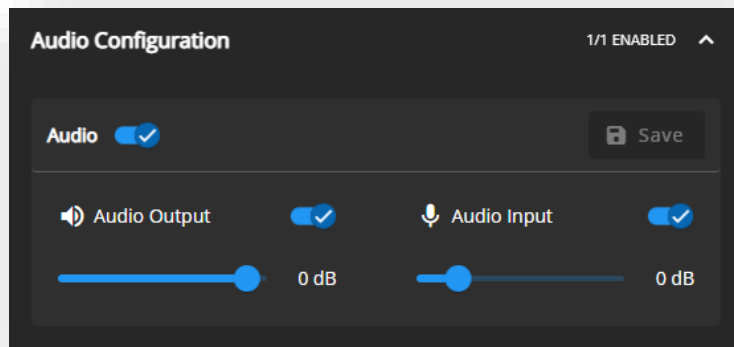 Audio Configuration 1/1 ENABLED
Audio Save
Audio Output Audio Input
0 dB 0 dB